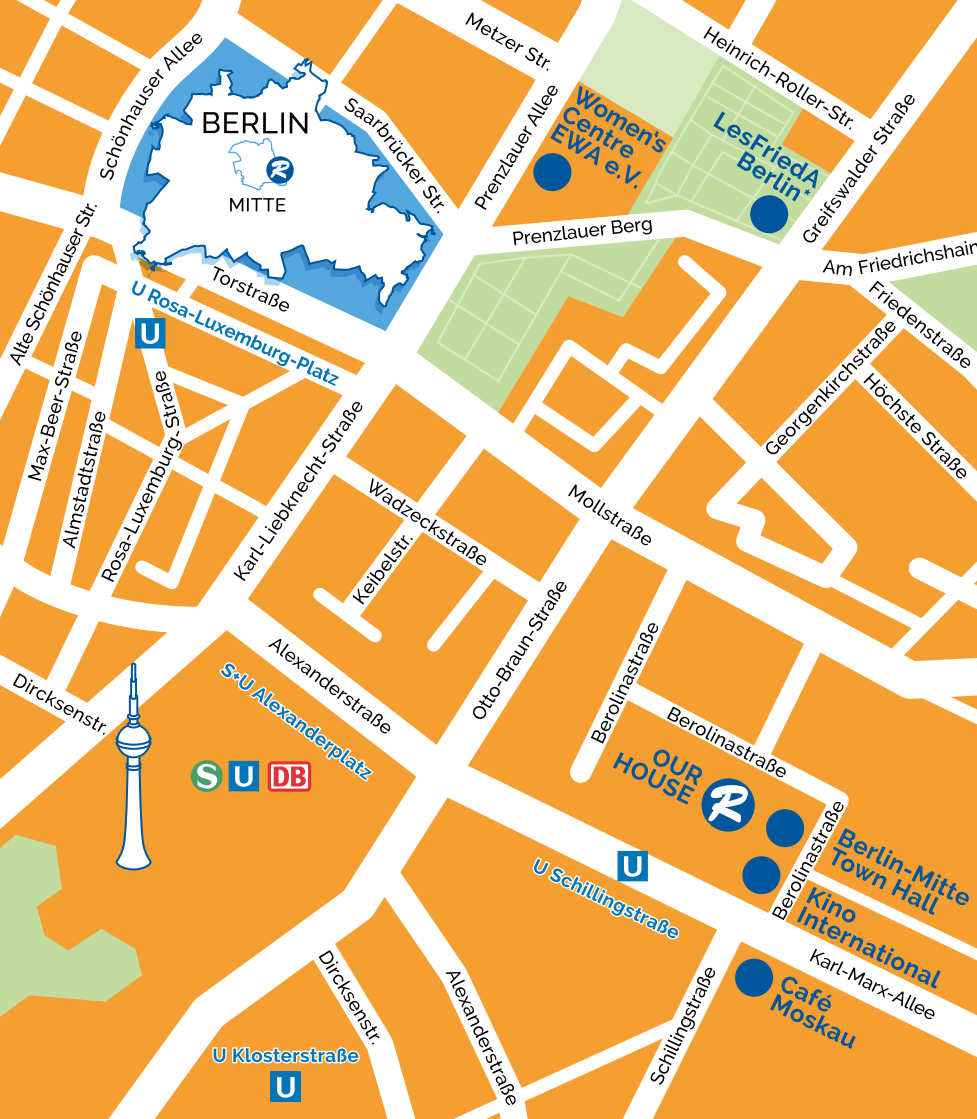 Metzer Str.
Heinrich-Roller-Str.
Schönhauser Allee
Saarbrücker Str.
Prenzlauer Allee
Women's
Centre
EWA e.V.
LesFriedA
Berlin*
Greifswalder Straße
BERLIN
R
MITTE
Prenzlauer Berg
Am Friedrichshain
Alte Schönhauser Str.
Torstraße
U Rosa-Luxemburg-Platz
U
Friedenstraße
Georgenkirchstraße
Höchste Straße
Max-Beer-Straße
Almstadtstraße
Rosa-Luxemburg-Straße
Karl-Liebknecht-Straße
Wadzeckstraße
Keibelstr.
Mollstraße
Otto-Braun-Straße
Alexanderstraße
S+U Alexanderplatz
Dircksenstr.
S
U
DB
Berolinastraße
Berolinastraße
OUR
HOUSE
R
Berolinastraße
Berlin-Mitte
Town Hall
U
U Schillingstraße
Kino
International
Karl-Marx-Allee
Café
Moskau
Dircksenstr.
Alexanderstraße
Schillingstraße
U Klosterstraße
U